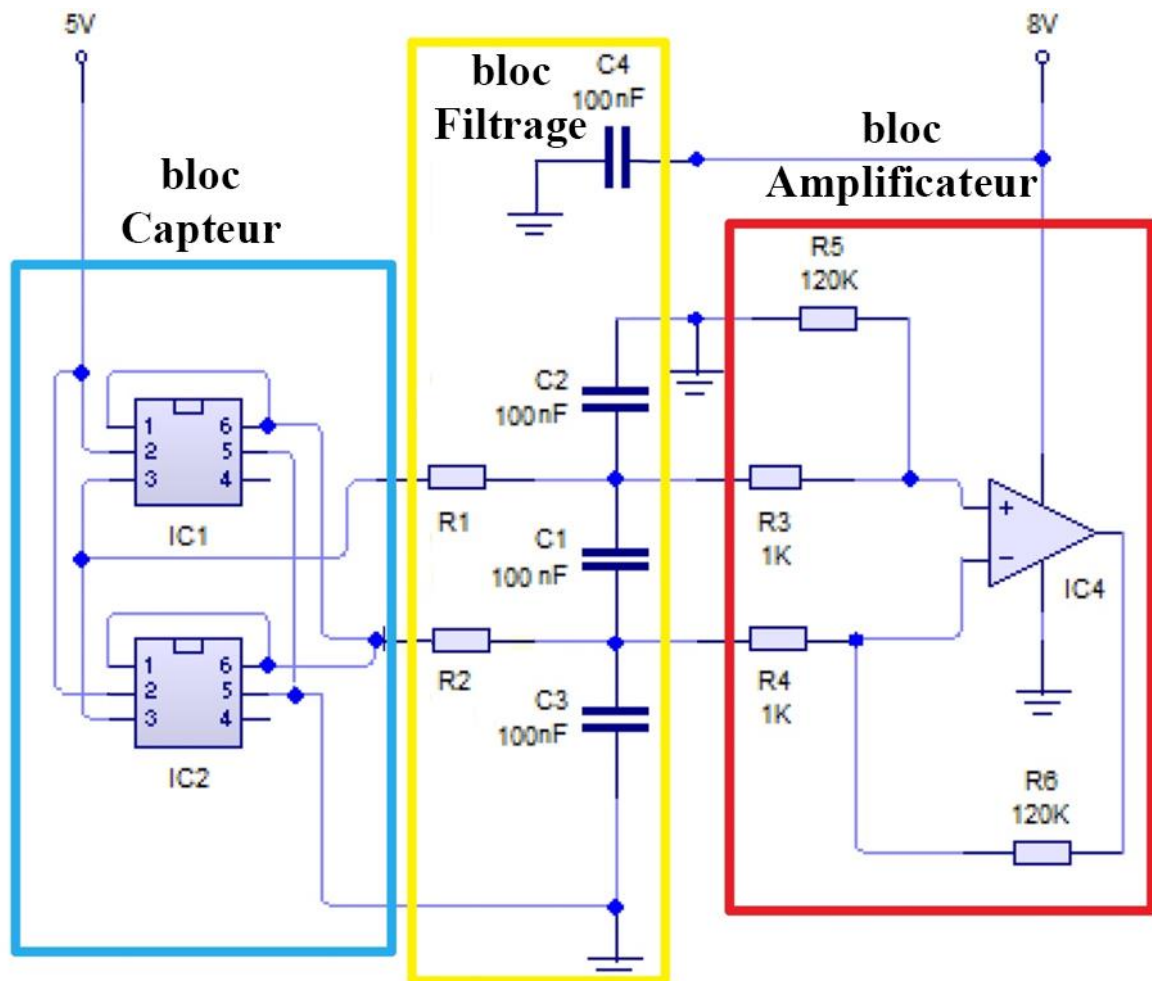 5V
8V
bloc
Filtrage
C4
100nF
bloc
Amplificateur
bloc
Capteur
R5
120K
C2
100nF
1 6
2 5
3 4
IC1
R1
C1
100 nF
R3
1K
+
−
IC4
1 6
2 5
3 4
IC2
R2
C3
100nF
R4
1K
R6
120K